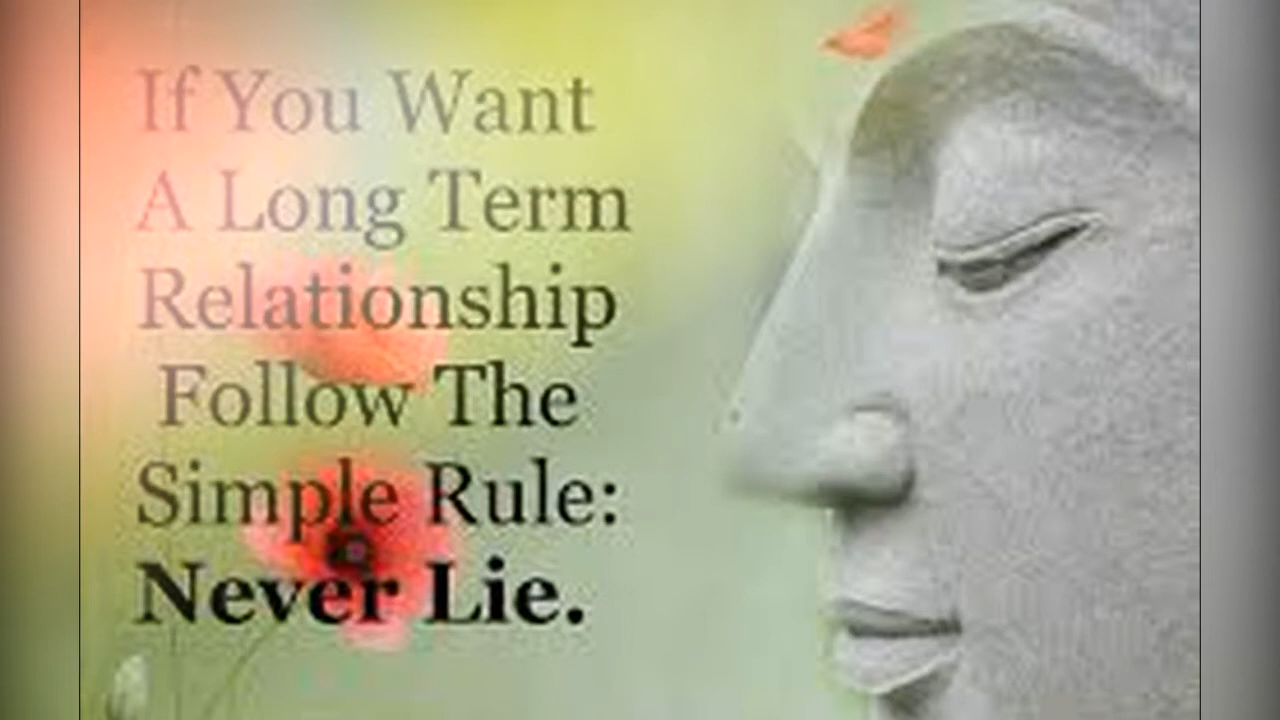 If You Want
A Long Term
Relationship
Follow The
Simple Rule:
Never Lie.